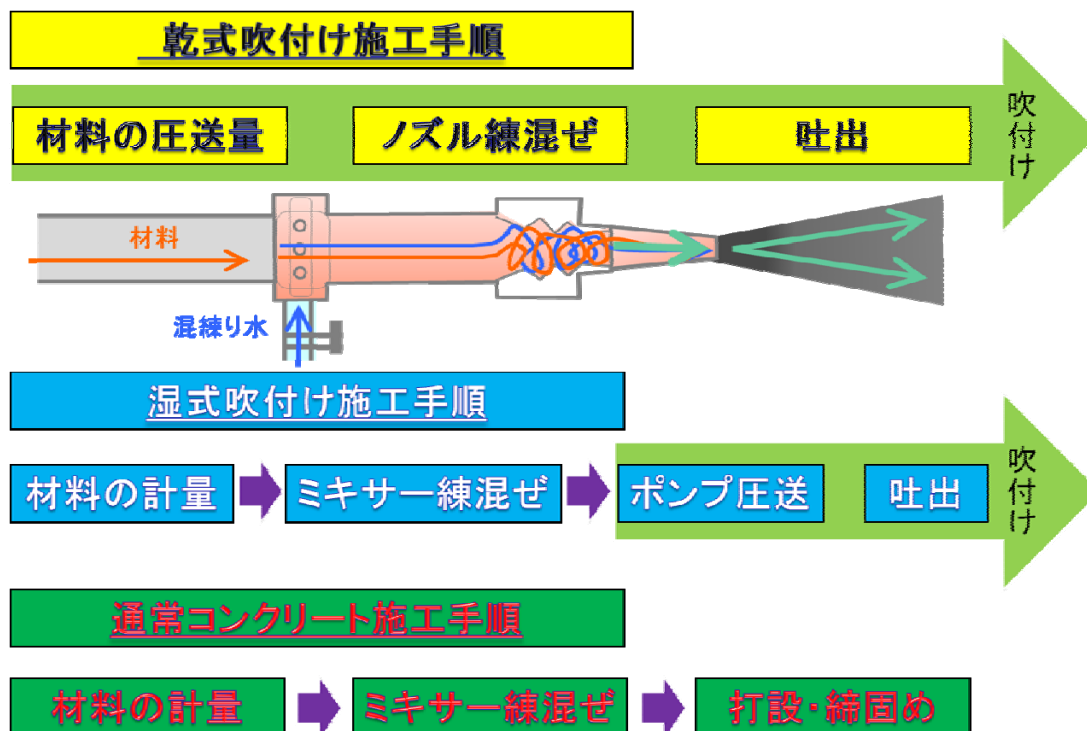 乾式吹付け施工手順
材料の圧送量
ノズル練混ぜ
吐出
吹付け
材料
混練り水
湿式吹付け施工手順
材料の計量
ミキサー練混ぜ
ポンプ圧送
吐出
吹付け
通常コンクリート施工手順
材料の計量
ミキサー練混ぜ
打設・締固め